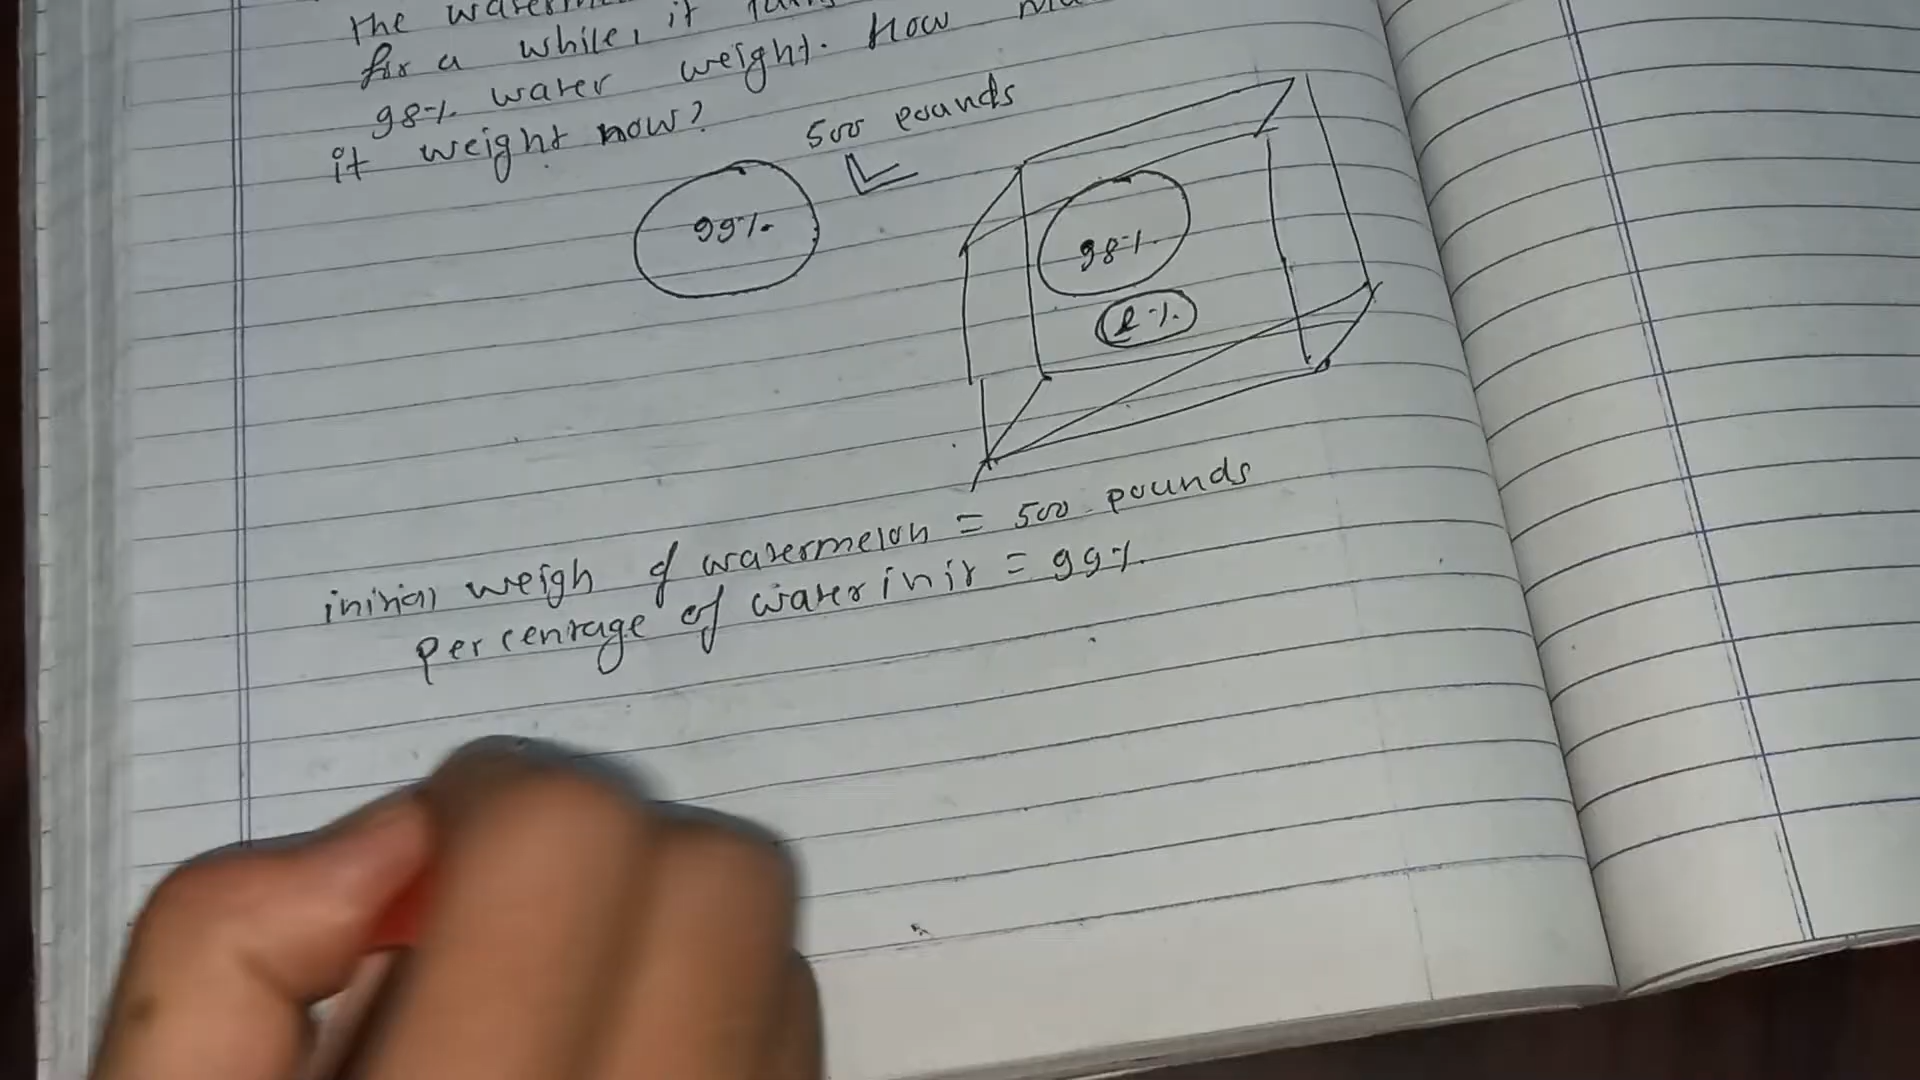 the
for a while, it
98% water weight. How
it weight now?
500 pounds
99%.
98%.
2%.
initial weigh of watermelon = 500 pounds
percentage of water in it = 99%.